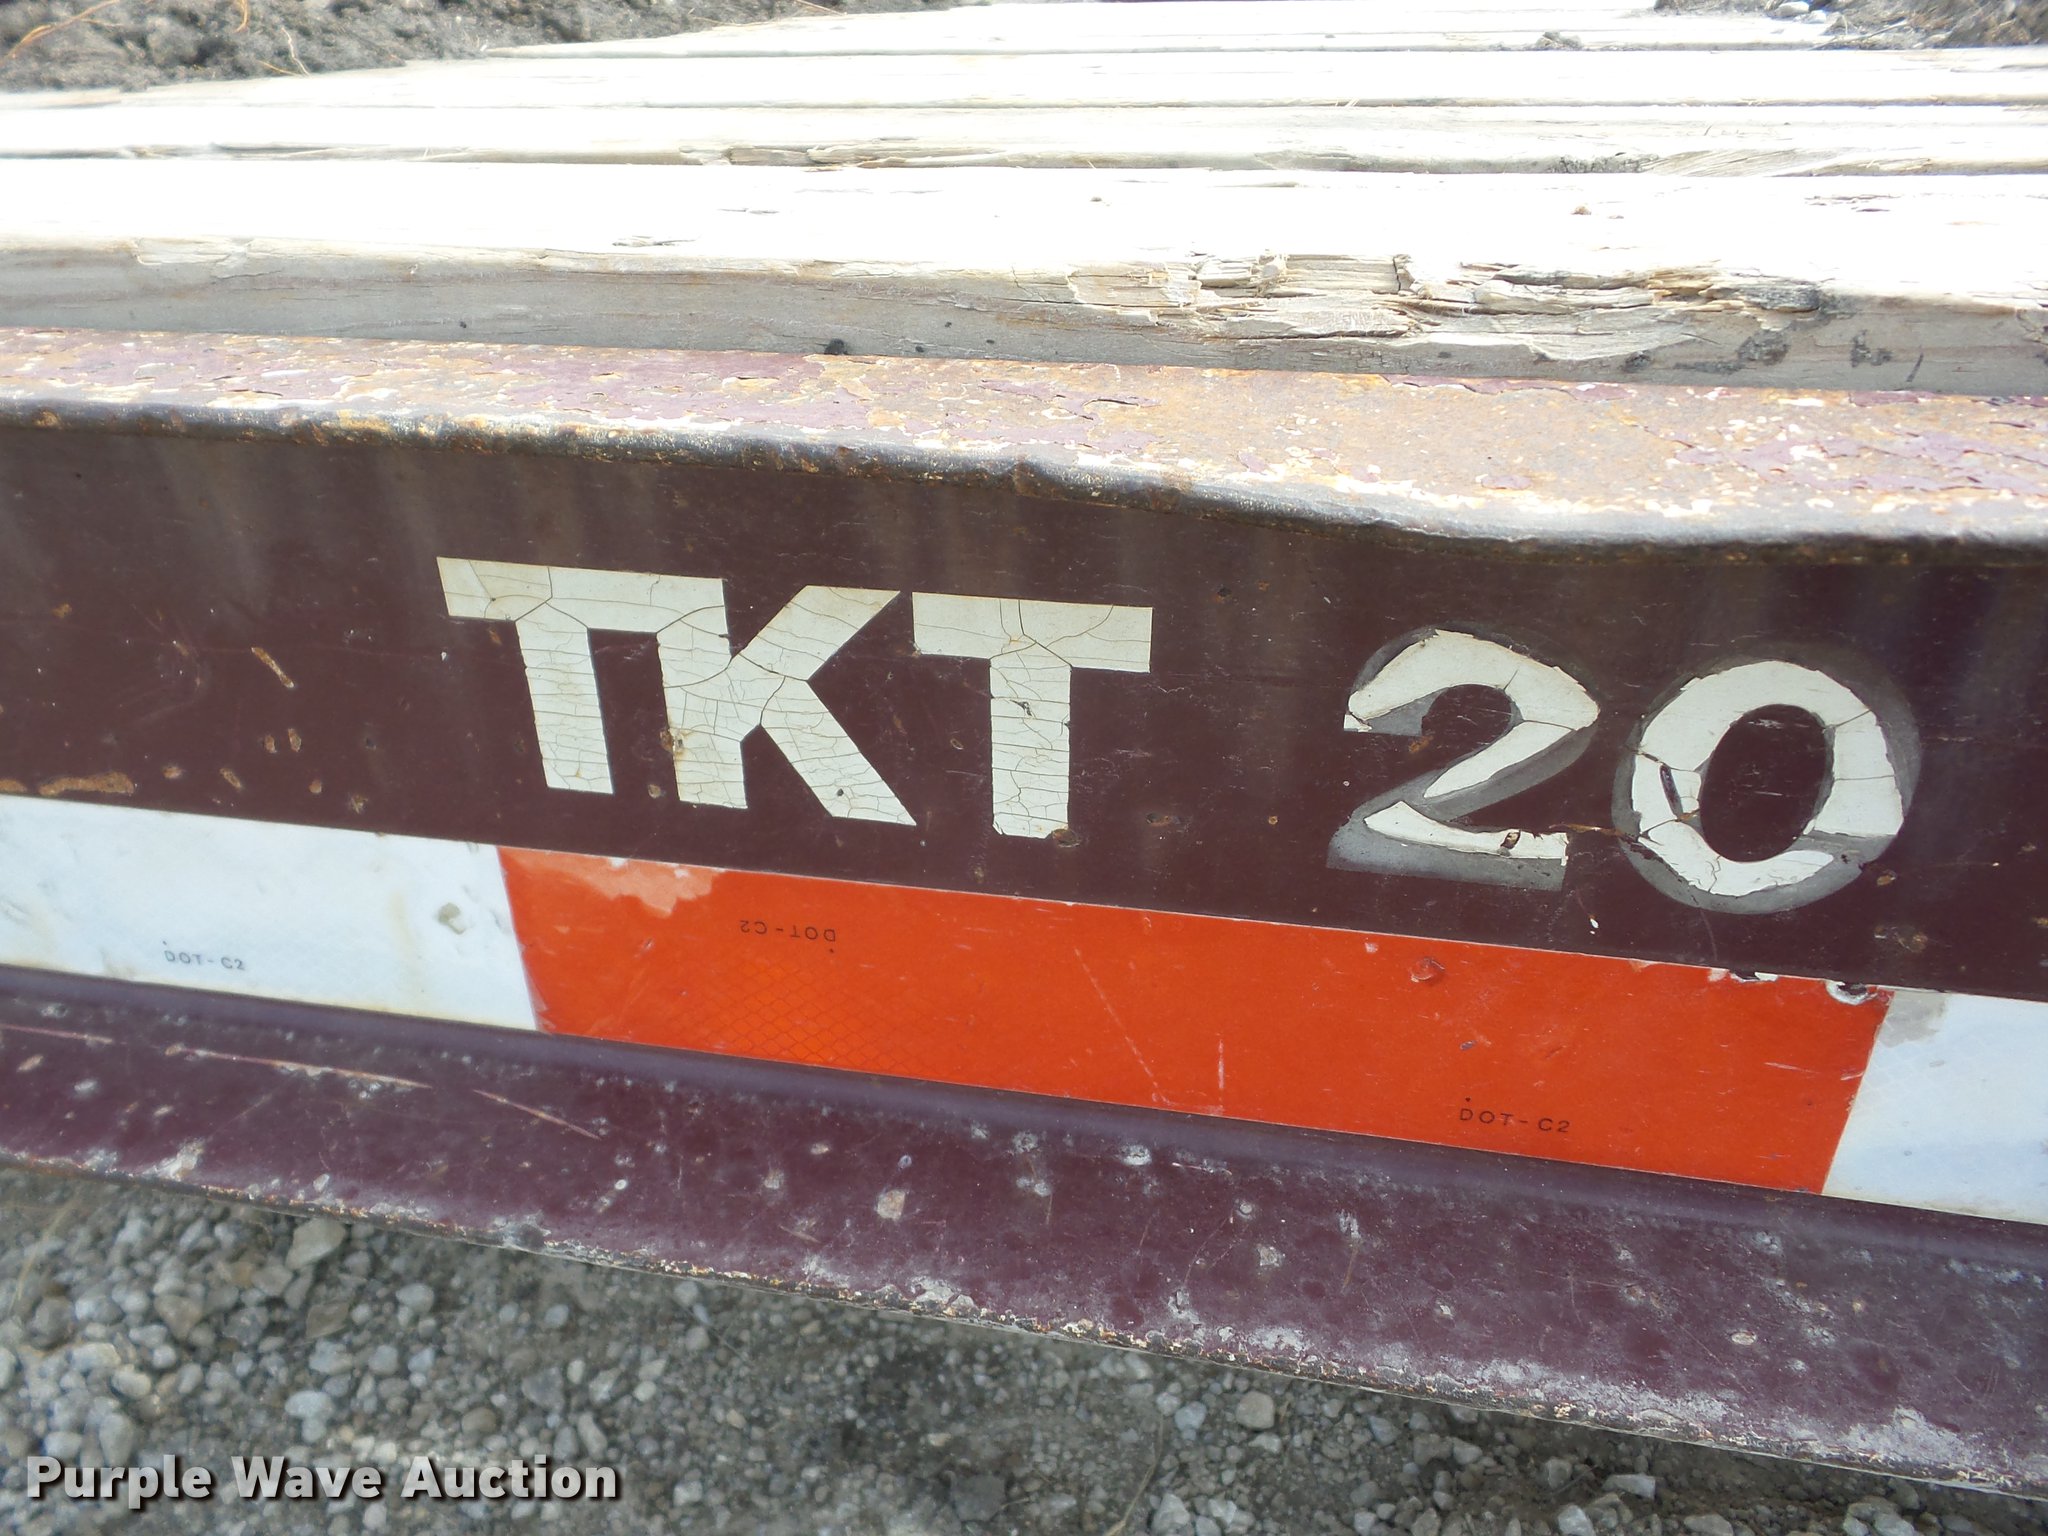 TKT 20
DOT-C2
DOT-C2
DOT-C2
Purple Wave Auction